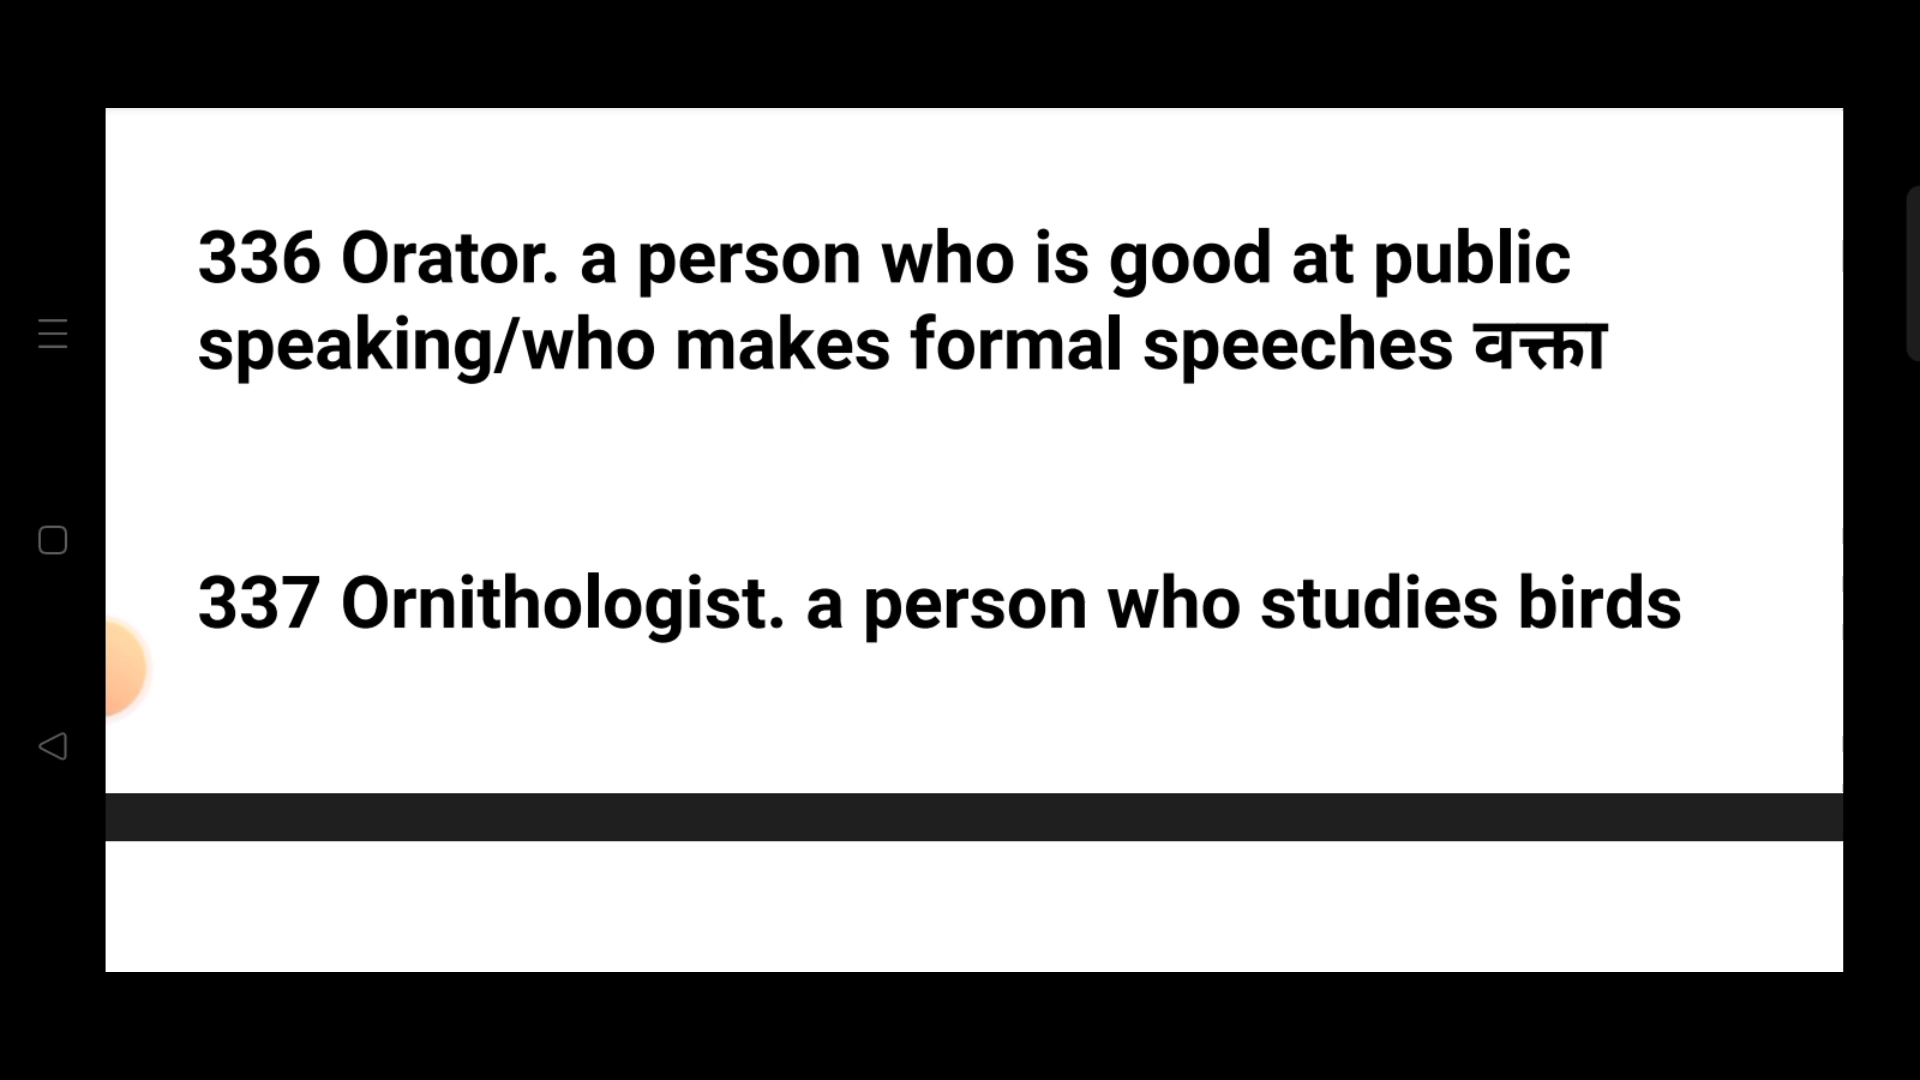 336 Orator. a person who is good at public
speaking/who makes formal speeches वक्ता
337 Ornithologist. a person who studies birds